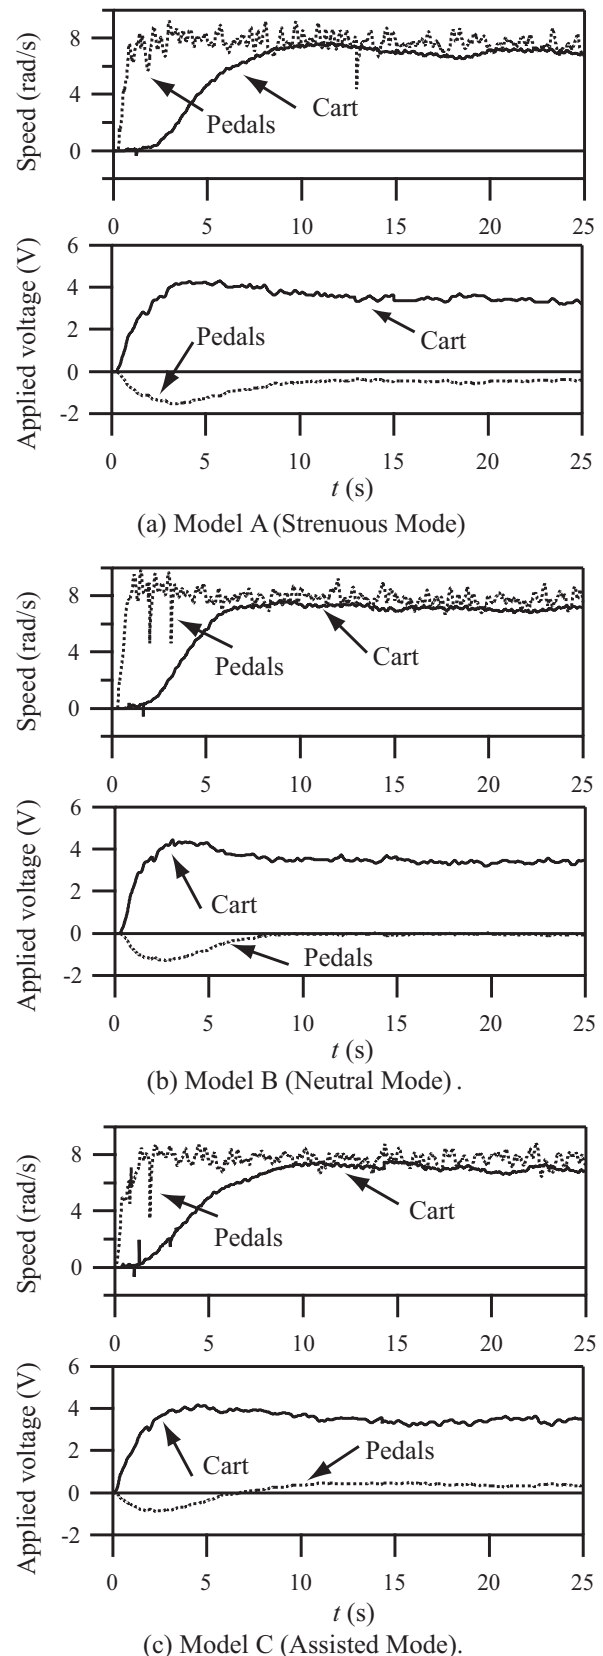 Speed (rad/s)
8
4
0
Pedals
Cart
0 5 10 15 20 25
Applied voltage (V)
6
4
2
0
-2
Pedals
Cart
0 5 10 15 20 25
t (s)
(a) Model A (Strenuous Mode)
Speed (rad/s)
8
4
0
Pedals
Cart
0 5 10 15 20 25
Applied voltage (V)
6
4
2
0
-2
Cart
Pedals
0 5 10 15 20 25
t (s)
(b) Model B (Neutral Mode) .
Speed (rad/s)
8
4
0
Cart
Pedals
0 5 10 15 20 25
Applied voltage (V)
6
4
2
0
-2
Pedals
Cart
0 5 10 15 20 25
t (s)
(c) Model C (Assisted Mode).